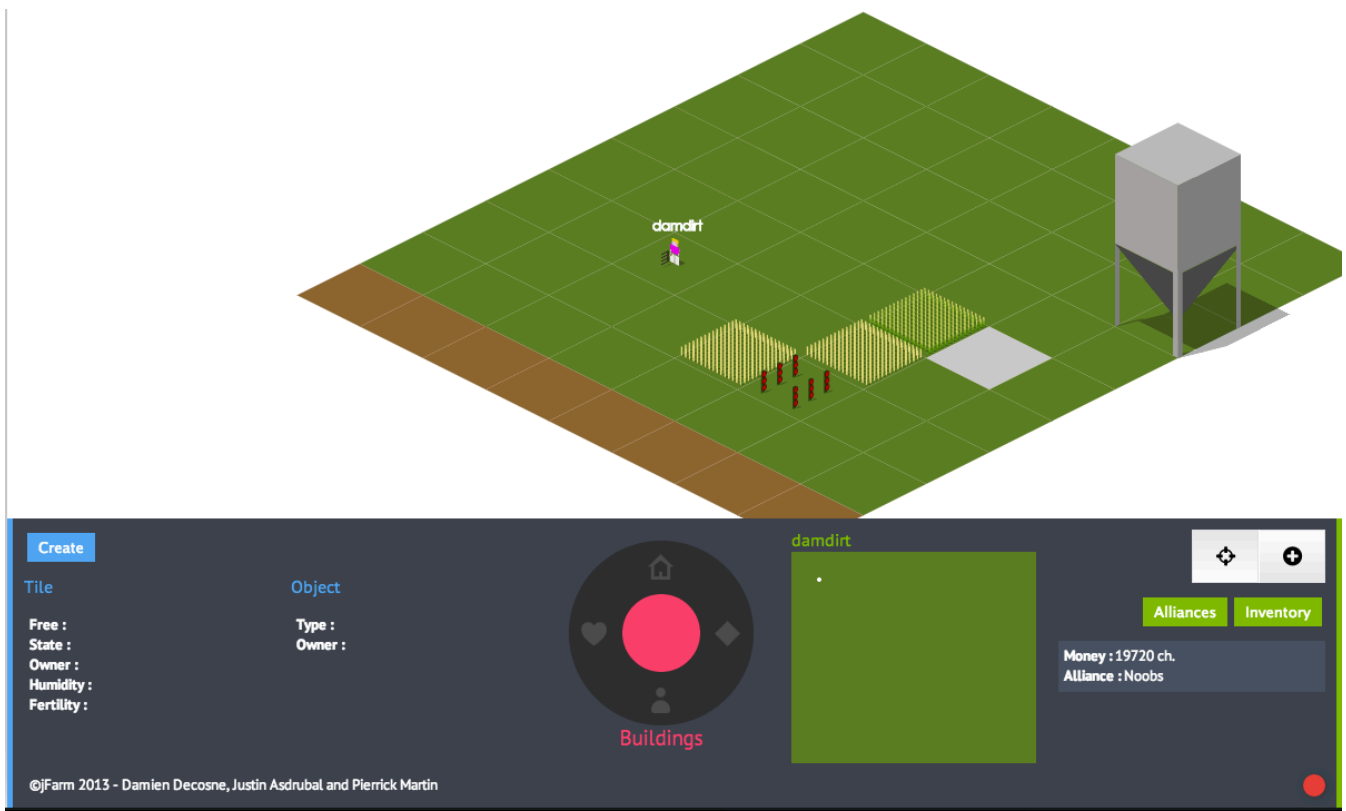 damdirt
Create
damdirt
Tile
Object
Alliances
Inventory
Free :
Type :
State :
Owner :
Owner :
Money : 19720 ch.
Humidity :
Alliance : Noobs
Fertility :
Buildings
©jFarm 2013 - Damien Decosne, Justin Asdrubal and Pierrick Martin